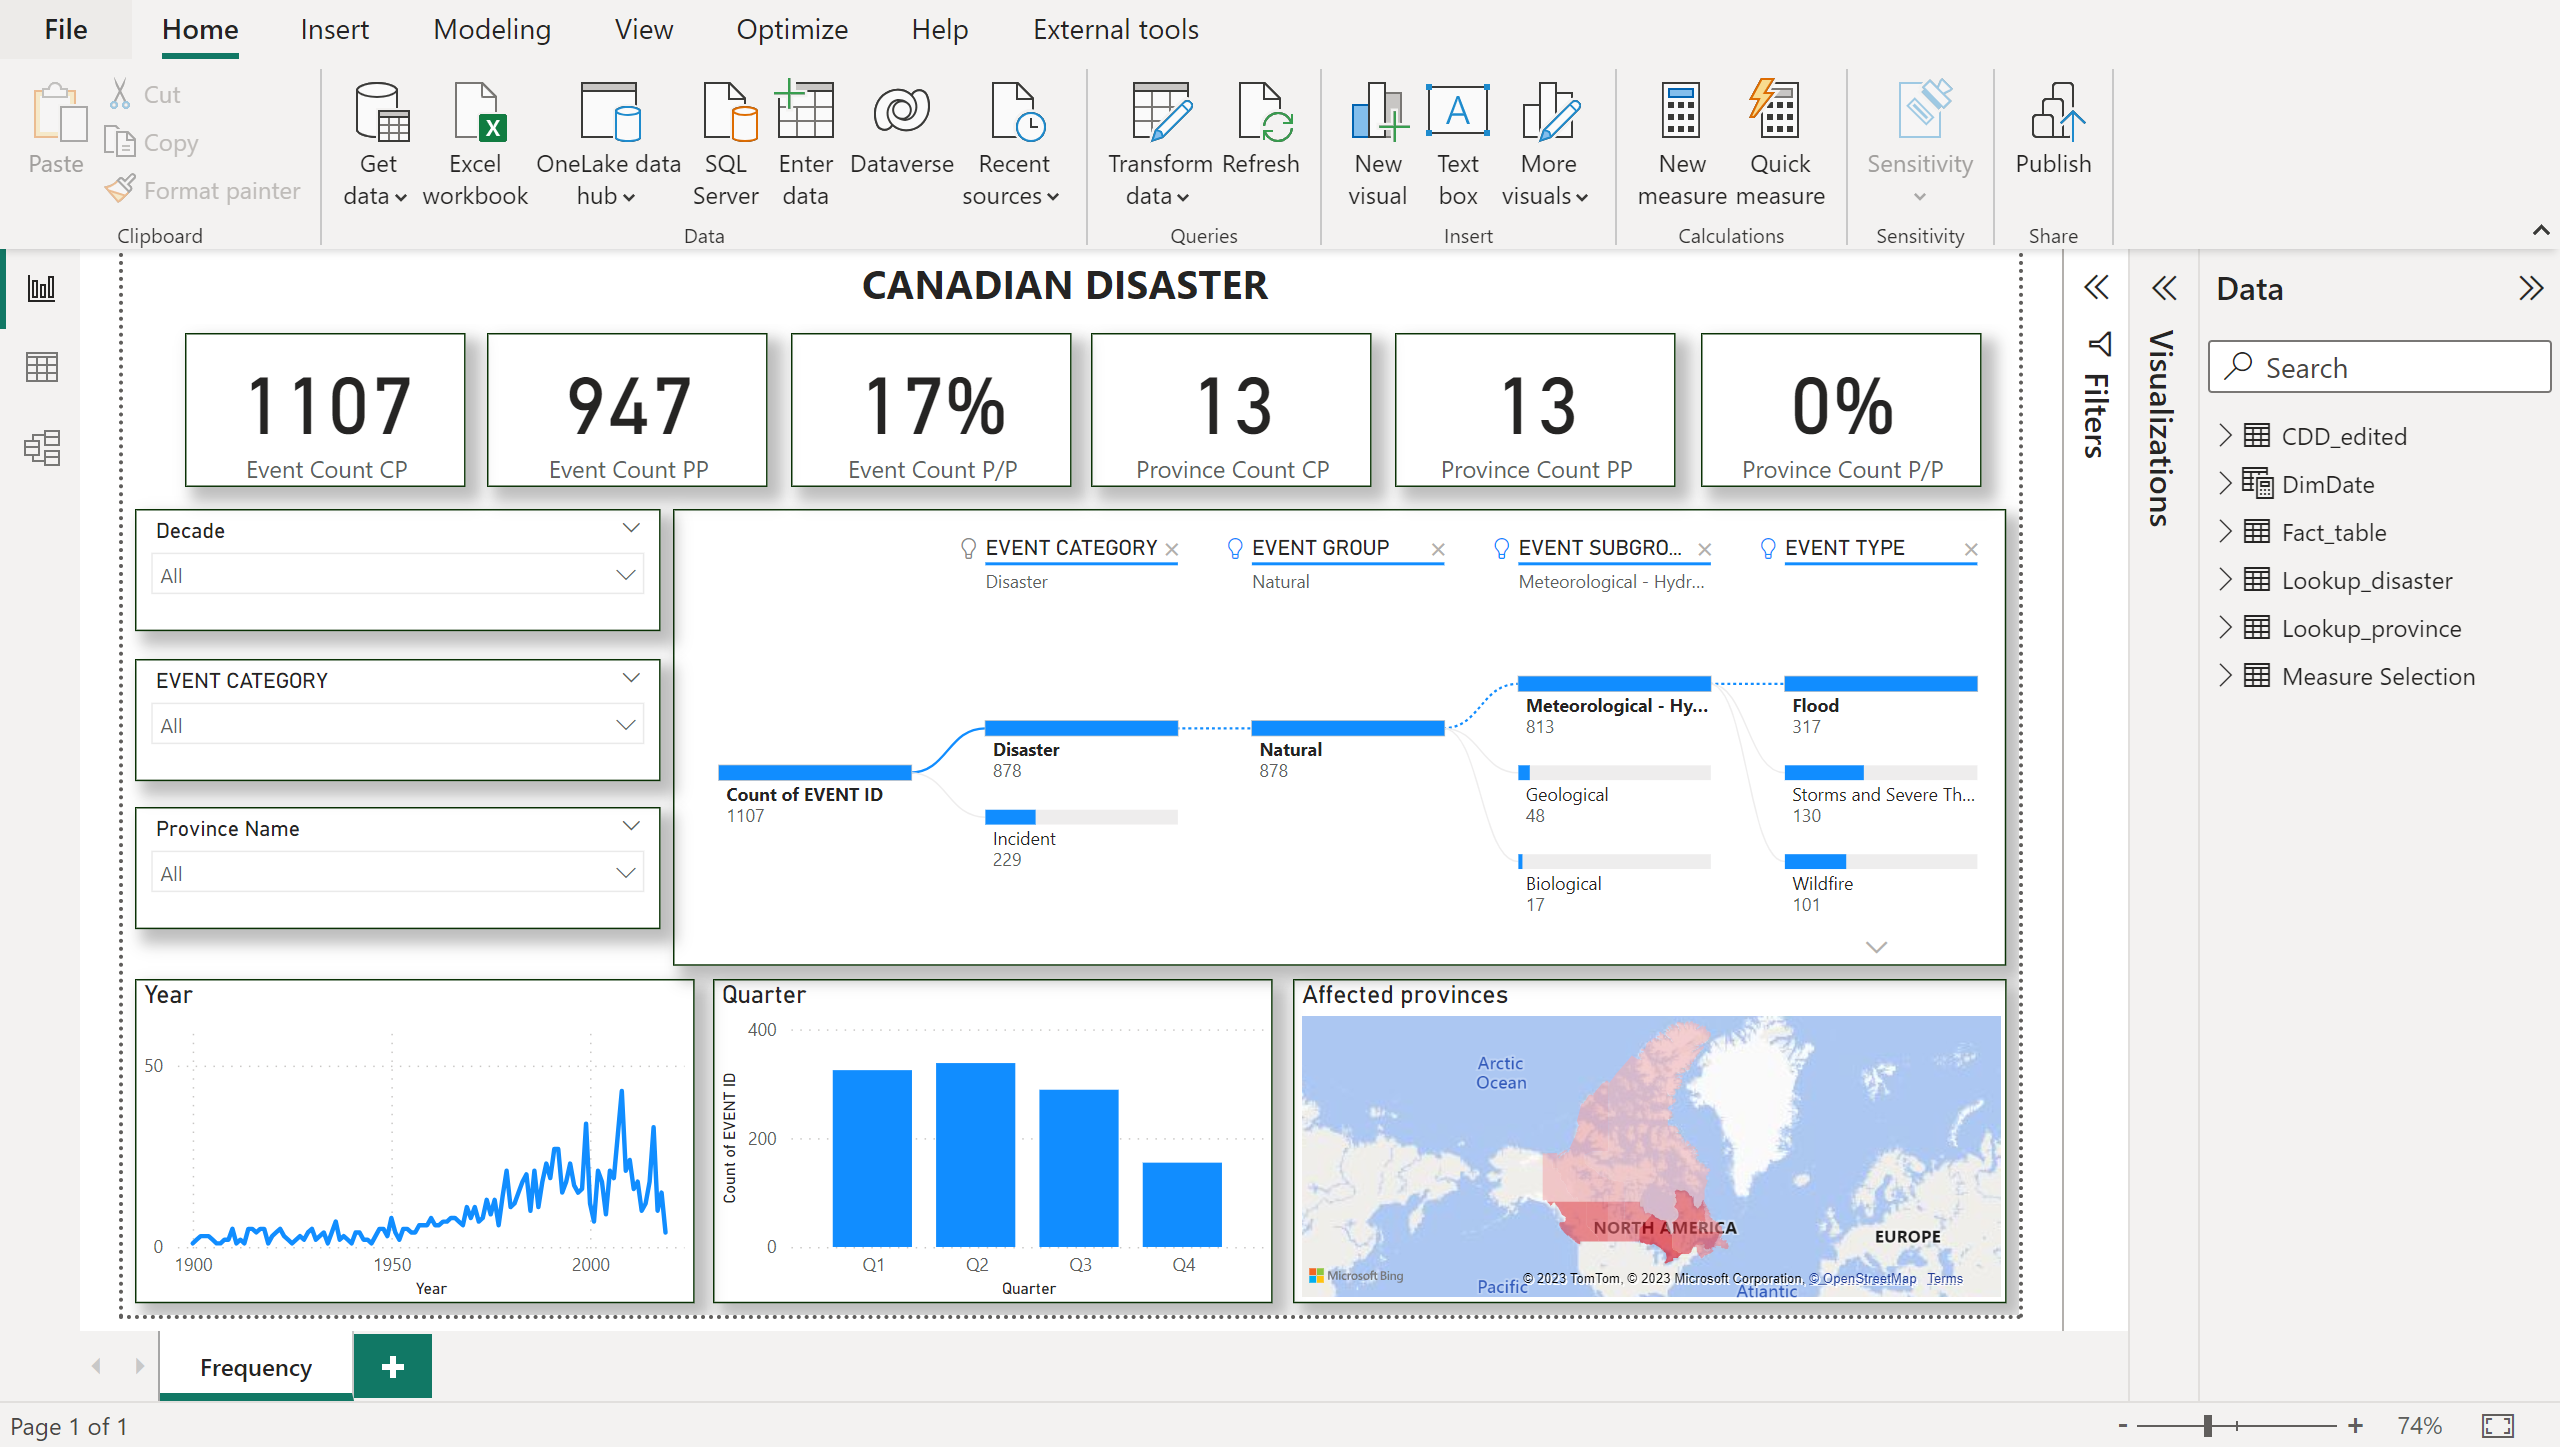 File Home Insert Modeling View Optimize Help External tools
Paste
Cut
Copy
Format painter
Clipboard
Get data
Excel workbook
X
OneLake data hub
SQL Server
Enter data
Dataverse
Recent sources
Data
Transform data
Refresh
Queries
New visual
A
Text box
More visuals
Insert
New measure
Quick measure
Calculations
Sensitivity
Sensitivity
Publish
Share
CANADIAN DISASTER
1107
Event Count CP
947
Event Count PP
17%
Event Count P/P
13
Province Count CP
13
Province Count PP
0%
Province Count P/P
Decade
All
EVENT CATEGORY
All
Province Name
All
EVENT CATEGORY
Disaster
EVENT GROUP
Natural
EVENT SUBGRO...
Meteorological - Hydr...
EVENT TYPE
Count of EVENT ID
1107
Disaster
878
Incident
229
Natural
878
Meteorological - Hy...
813
Geological
48
Biological
17
Flood
317
Storms and Severe Th...
130
Wildfire
101
Year
50
0
1900 1950 2000
Year
Quarter
400
200
0
Count of EVENT ID
Q1 Q2 Q3 Q4
Quarter
Affected provinces
Arctic
Ocean
NORTH AMERICA
EUROPE
Pacific
Atlantic
Microsoft Bing
© 2023 TomTom, © 2023 Microsoft Corporation, © OpenStreetMap Terms
Filters
Visualizations
Data
Search
CDD_edited
DimDate
Fact_table
Lookup_disaster
Lookup_province
Measure Selection
Frequency
+
Page 1 of 1
- + 74%